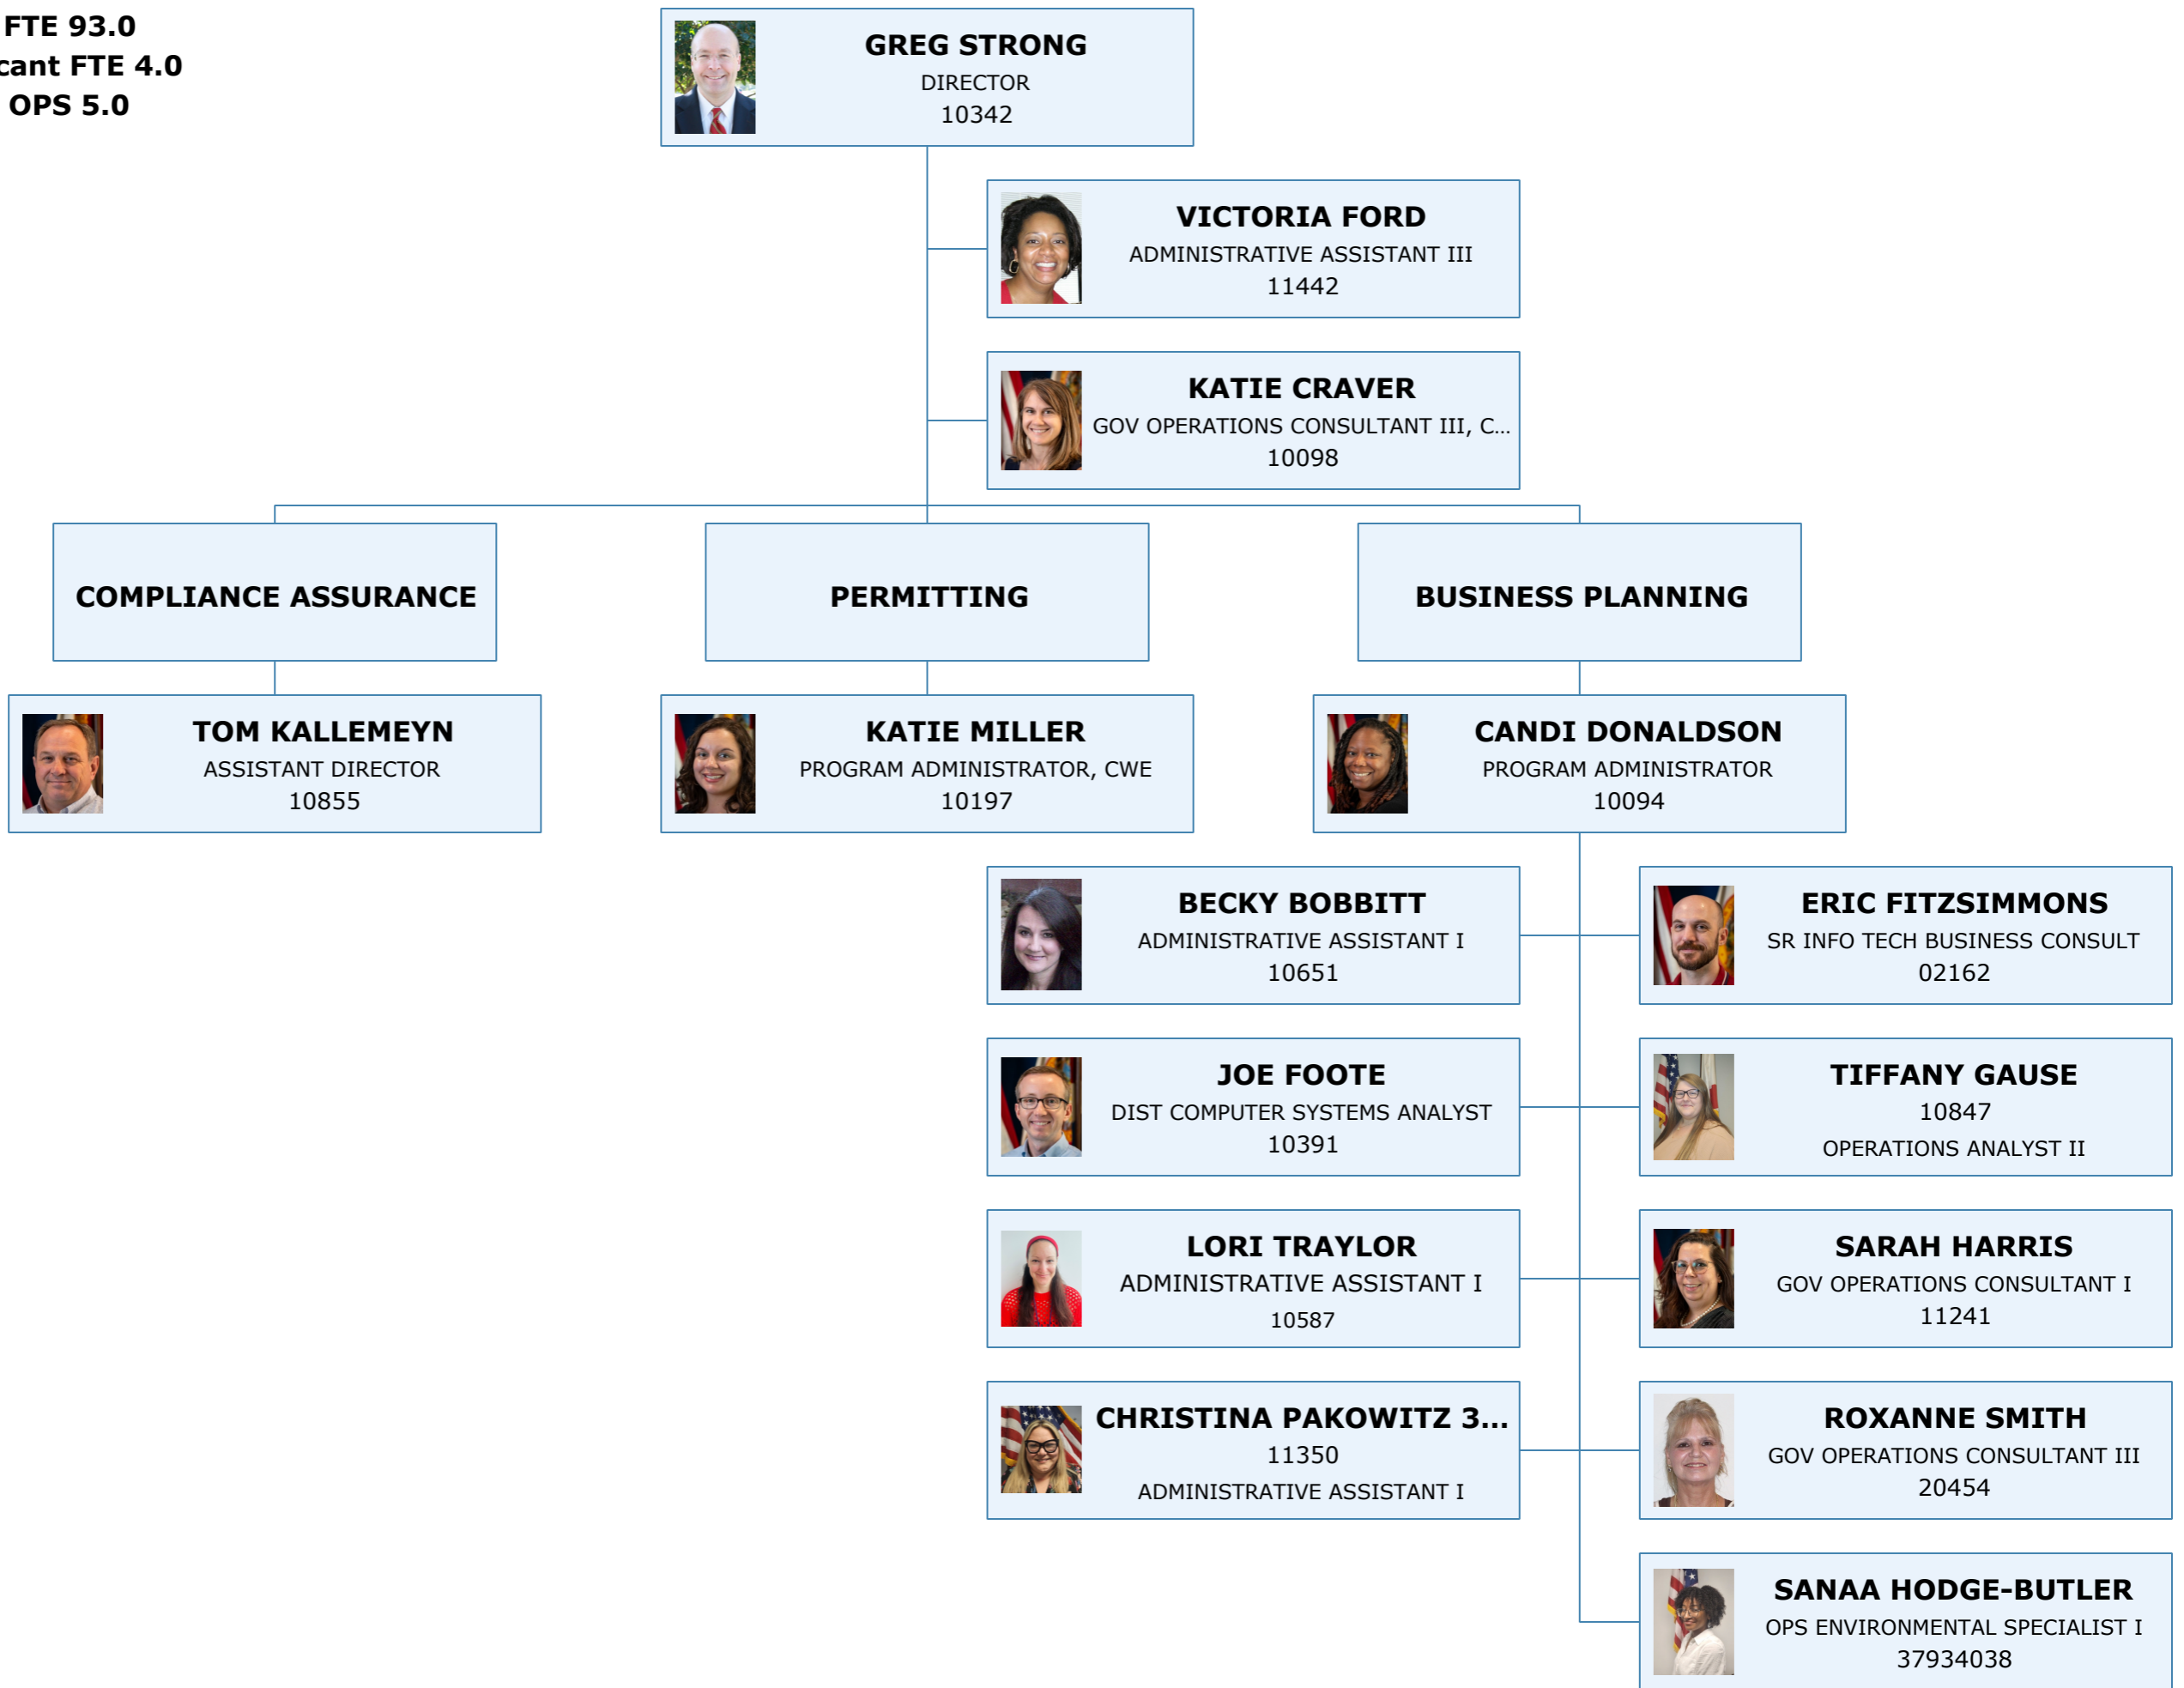 FTE 93.0
cant FTE 4.0
OPS 5.0
GREG STRONG
DIRECTOR
10342
VICTORIA FORD
ADMINISTRATIVE ASSISTANT III
11442
KATIE CRAVER
GOV OPERATIONS CONSULTANT III, C...
10098
COMPLIANCE ASSURANCE
PERMITTING
BUSINESS PLANNING
TOM KALLEMEYN
ASSISTANT DIRECTOR
10855
KATIE MILLER
PROGRAM ADMINISTRATOR, CWE
10197
CANDI DONALDSON
PROGRAM ADMINISTRATOR
10094
BECKY BOBBITT
ADMINISTRATIVE ASSISTANT I
10651
ERIC FITZSIMMONS
SR INFO TECH BUSINESS CONSULT
02162
JOE FOOTE
DIST COMPUTER SYSTEMS ANALYST
10391
TIFFANY GAUSE
10847
OPERATIONS ANALYST II
LORI TRAYLOR
ADMINISTRATIVE ASSISTANT I
10587
SARAH HARRIS
GOV OPERATIONS CONSULTANT I
11241
CHRISTINA PAKOWITZ 3...
11350
ADMINISTRATIVE ASSISTANT I
ROXANNE SMITH
GOV OPERATIONS CONSULTANT III
20454
SANAA HODGE-BUTLER
OPS ENVIRONMENTAL SPECIALIST I
37934038